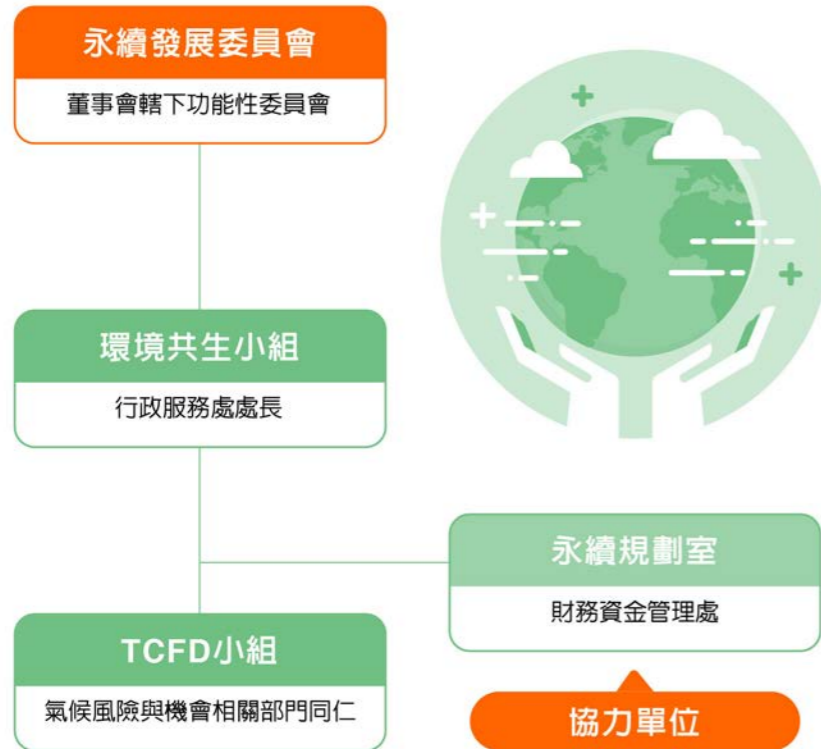 永續發展委員會
董事會轄下功能性委員會
環境共生小組
行政服務處處長
永續規劃室
財務資金管理處
TCFD小組
氣候風險與機會相關部門同仁
協力單位